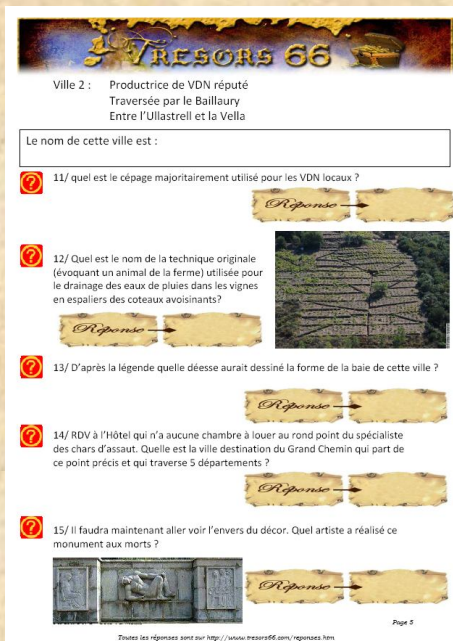 TRESORS 66
Ville 2 : Productrice de VDN réputé
Traversée par le Baillaury
Entre l'Ullastrell et la Vella
Le nom de cette ville est :
11/ quel est le cépage majoritairement utilisé pour les VDN locaux ?
Réponse
12/ Quel est le nom de la technique originale
(évoquant un animal de la ferme) utilisée pour
le drainage des eaux de pluies dans les vignes
en espaliers des coteaux avoisinants?
Réponse
13/ D'après la légende quelle déesse aurait dessiné la forme de la baie de cette ville ?
Réponse
14/ RDV à l'Hôtel qui n'a aucune chambre à louer au rond point du spécialiste
des chars d'assaut. Quelle est la ville destination du Grand Chemin qui part de
ce point précis et qui traverse 5 départements ?
Réponse
15/ Il faudra maintenant aller voir l'envers du décor. Quel artiste a réalisé ce
monument aux morts ?
Réponse
Page 5
Toutes les réponses sont sur http://www.tresors66.com/reponses.htm